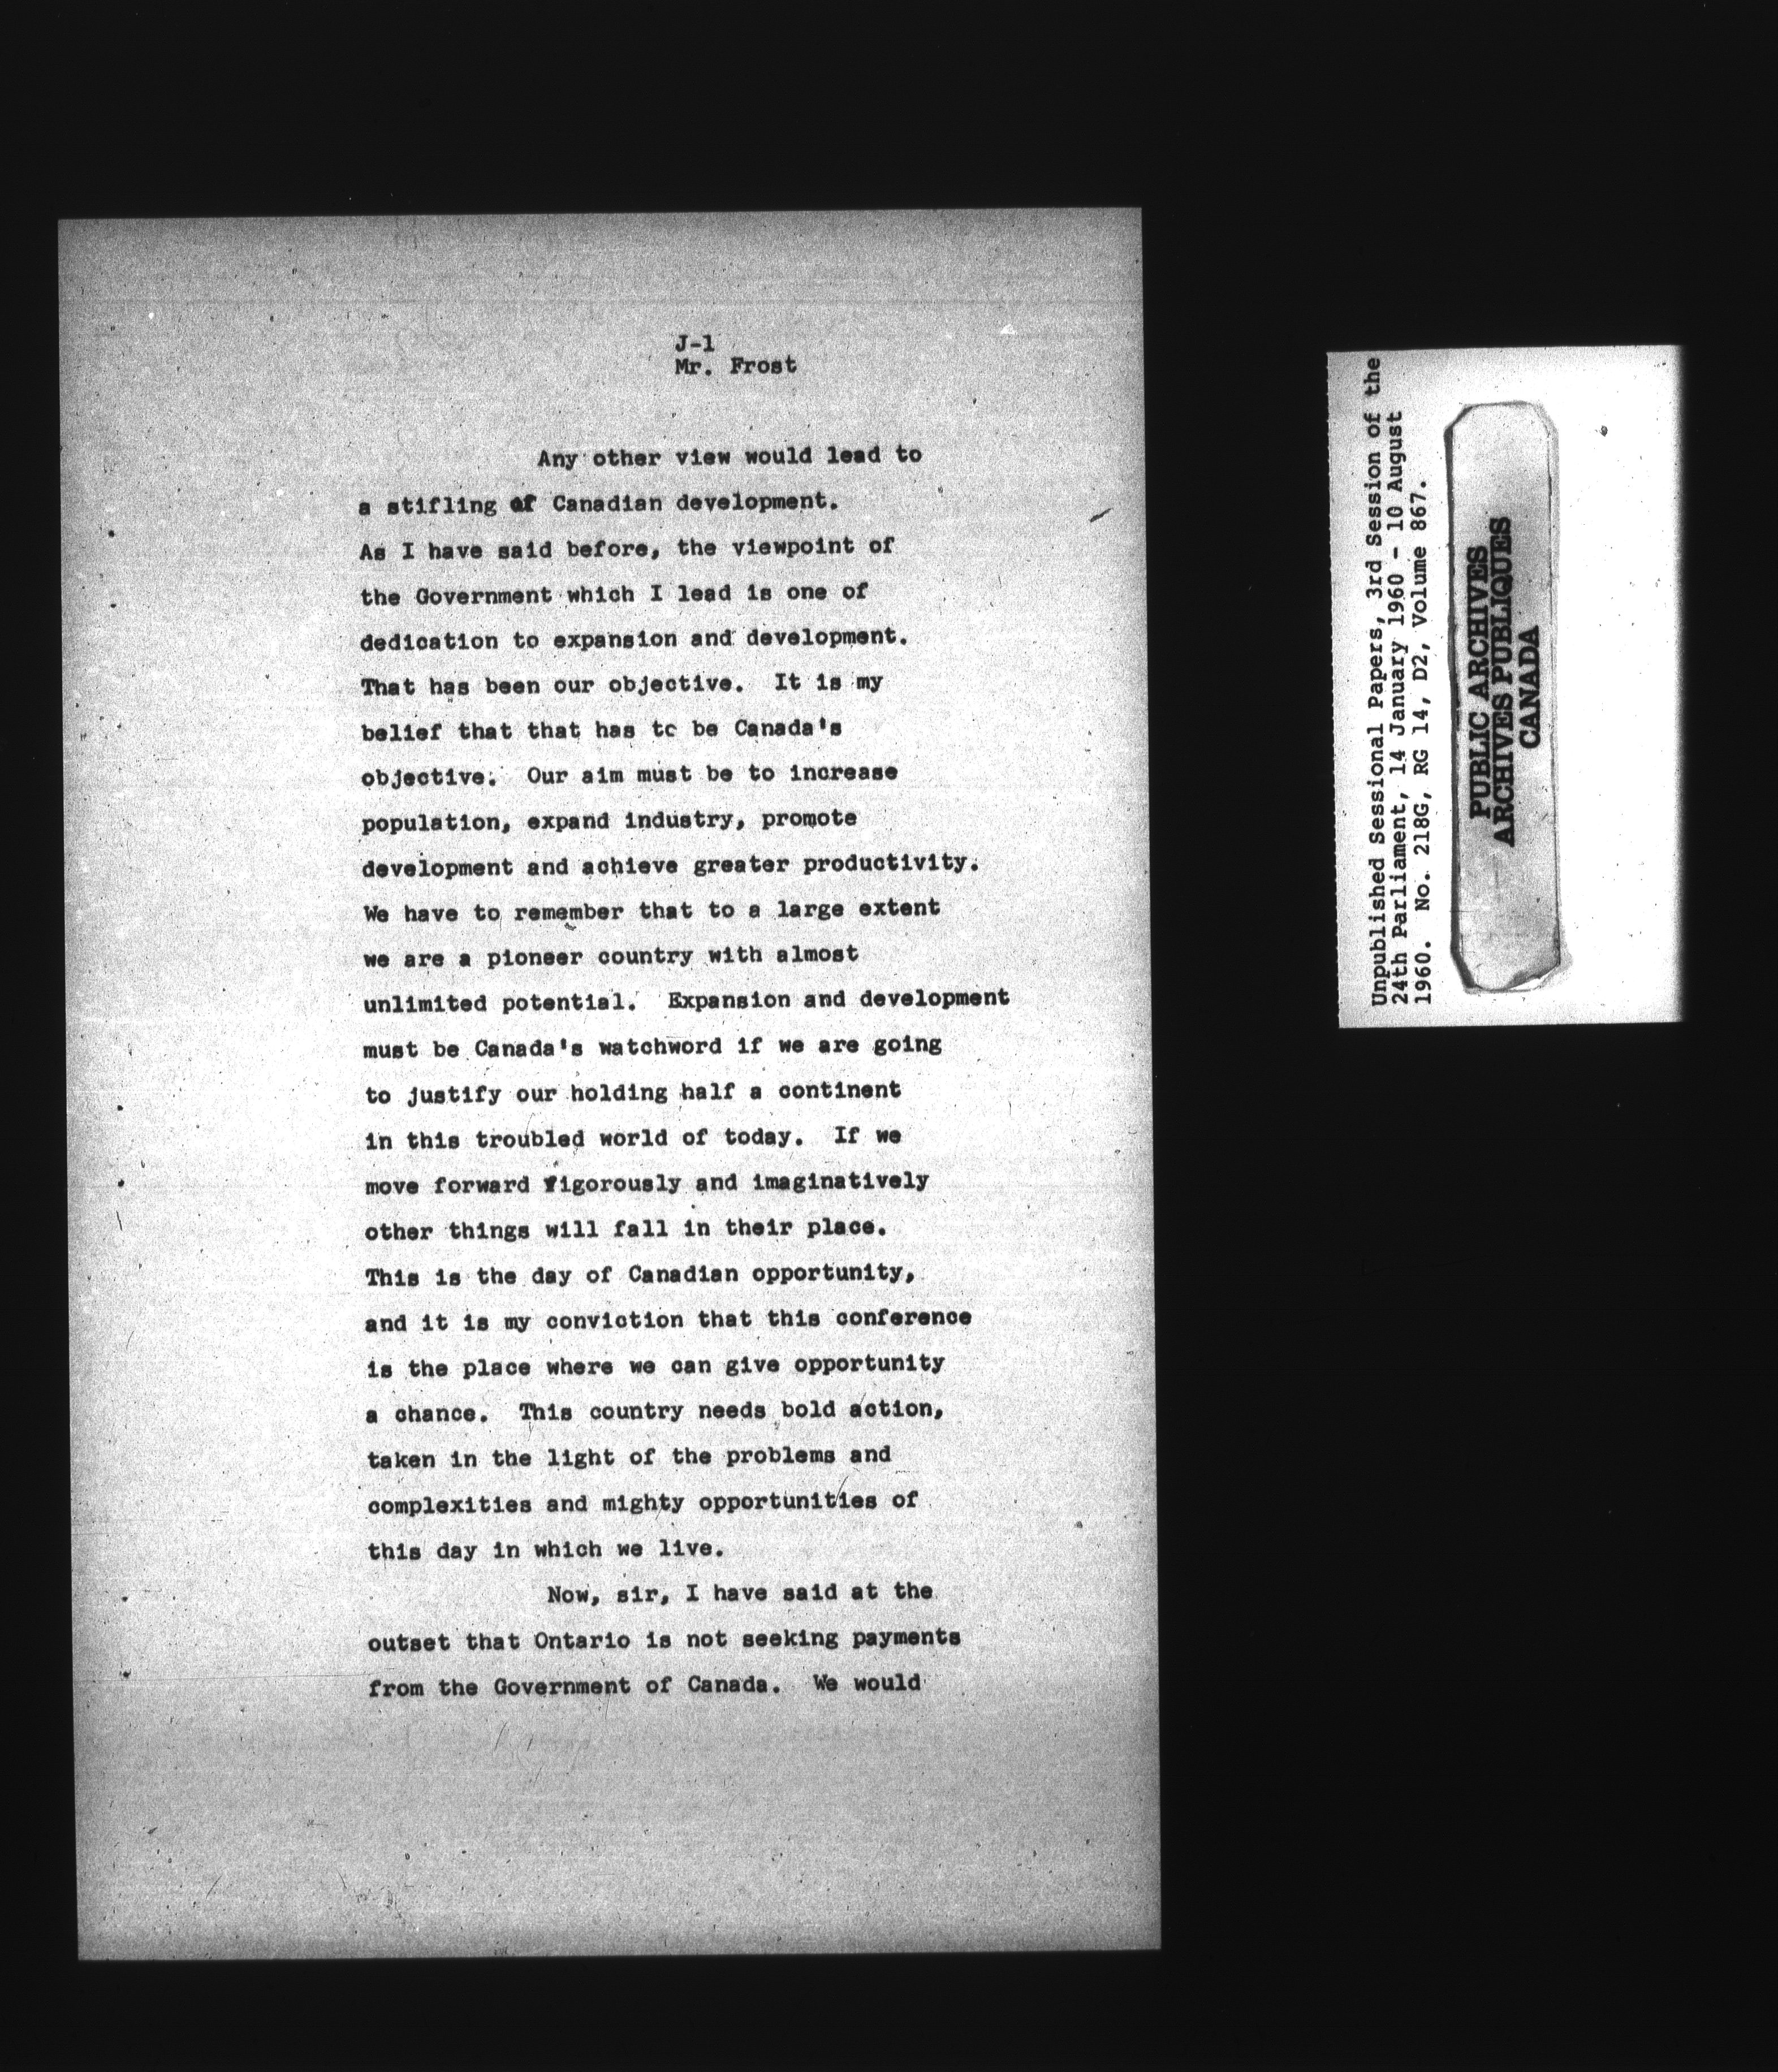 J-1
Mr. Frost
Any other view would lead to
a stifling of Canadian development.
As I have said before, the viewpoint of
the Government which I lead is one of
dedication to expansion and development.
That has been our objective. It is my
belief that that has to be Canada's
objective. Our aim must be to increase
population, expand industry, promote
development and achieve greater productivity.
We have to remember that to a large extent
we are a pioneer country with almost
unlimited potential. Expansion and development
must be Canada's watchword if we are going
to justify our holding half a continent
in this troubled world of today. If we
move forward vigorously and imaginatively
other things will fall in their place.
This is the day of Canadian opportunity,
and it is my conviction that this conference
is the place where we can give opportunity
a chance. This country needs bold action,
taken in the light of the problems and
complexities and mighty opportunities of
this day in which we live.
Now, sir, I have said at the
outset that Ontario is not seeking payments
from the Government of Canada. We would
Unpublished Sessional Papers, 3rd Session of the
24th Parliament, 14 January 1960 - 10 August
1960. No. 218G, RG 14, D2, Volume 867.
PUBLIC ARCHIVES
ARCHIVES PUBLIQUES
CANADA